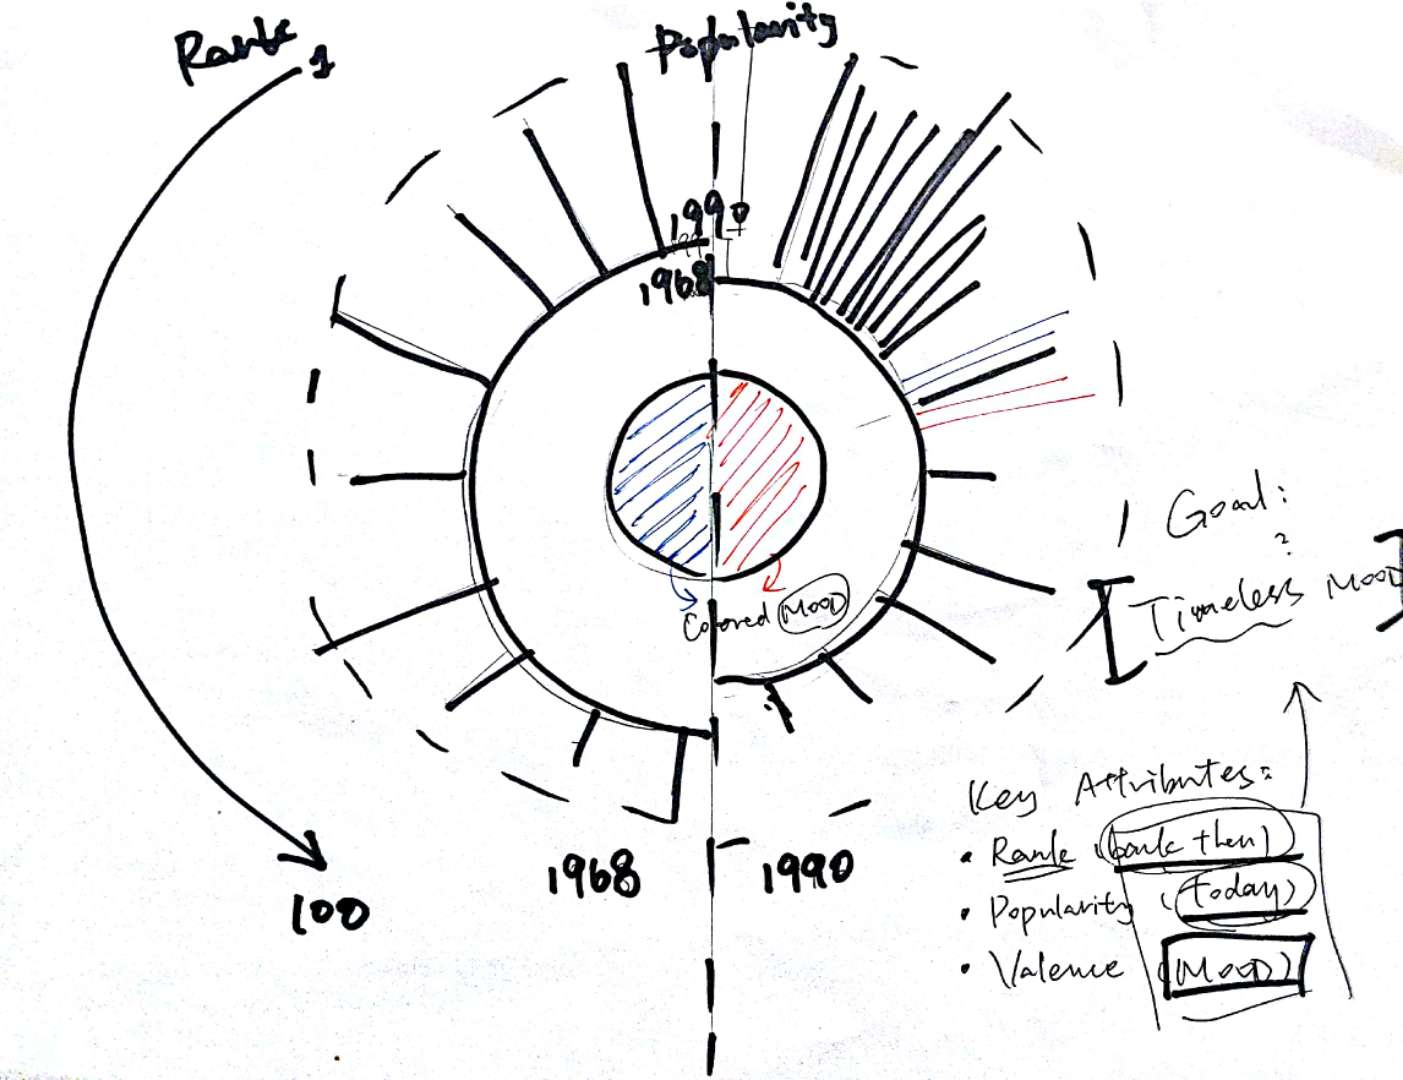 Rank
1
Popularity
1990
1968
Colored MOOD
Goal:
?
[Timeless MOOD]
Key Attributes:
• Rank (back then)
• Popularity (today)
• Valence (MOOD)
1968
1990
100